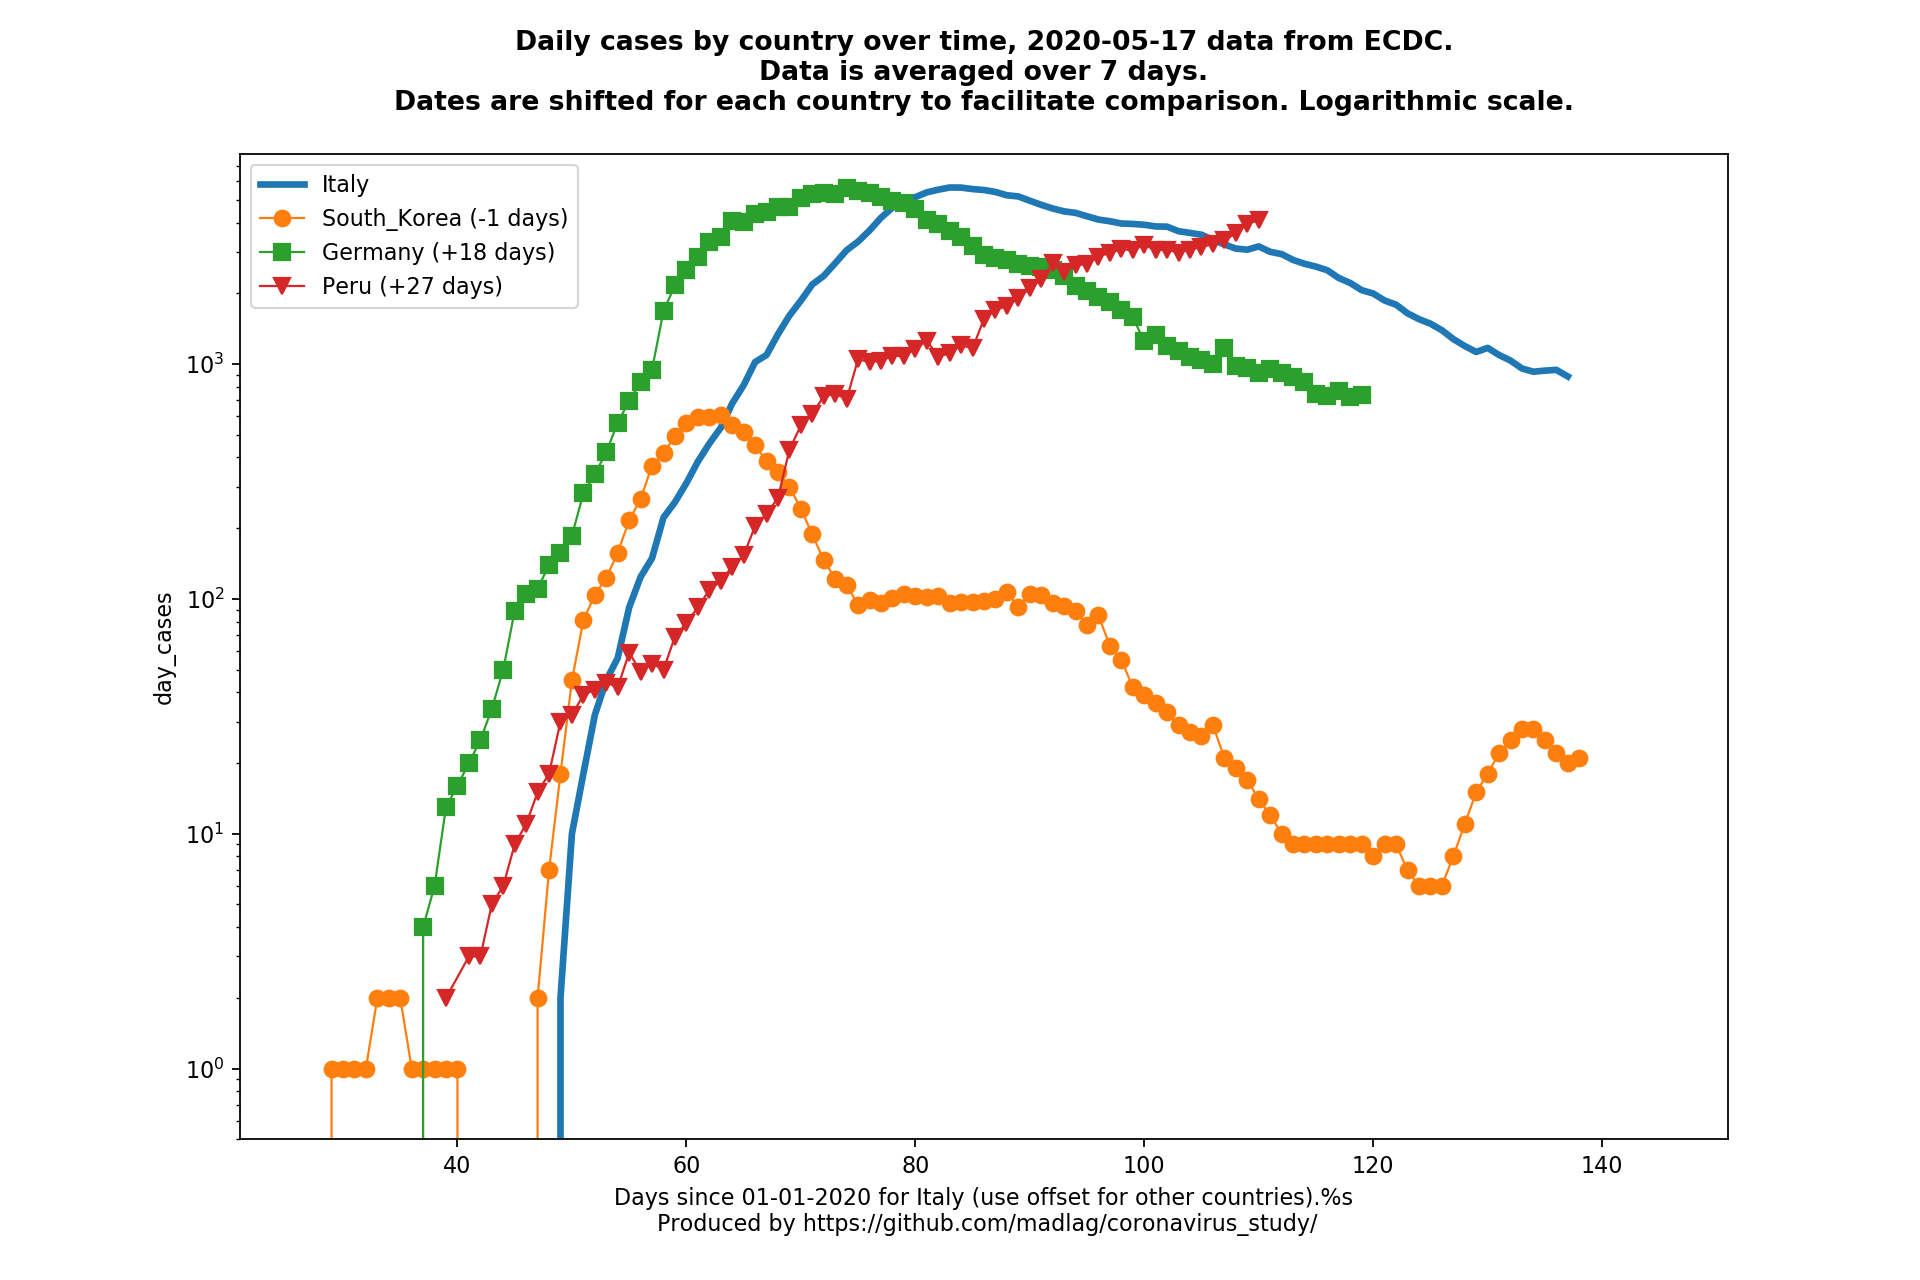 Daily cases by country over time, 2020-05-17 data from ECDC.
Data is averaged over 7 days.
Dates are shifted for each country to facilitate comparison. Logarithmic scale.
Italy
South_Korea (-1 days)
Germany (+18 days)
Peru (+27 days)
10³
10²
10¹
10⁰
day_cases
40 60 80 100 120 140
Days since 01-01-2020 for Italy (use offset for other countries).%s
Produced by https://github.com/madlag/coronavirus_study/